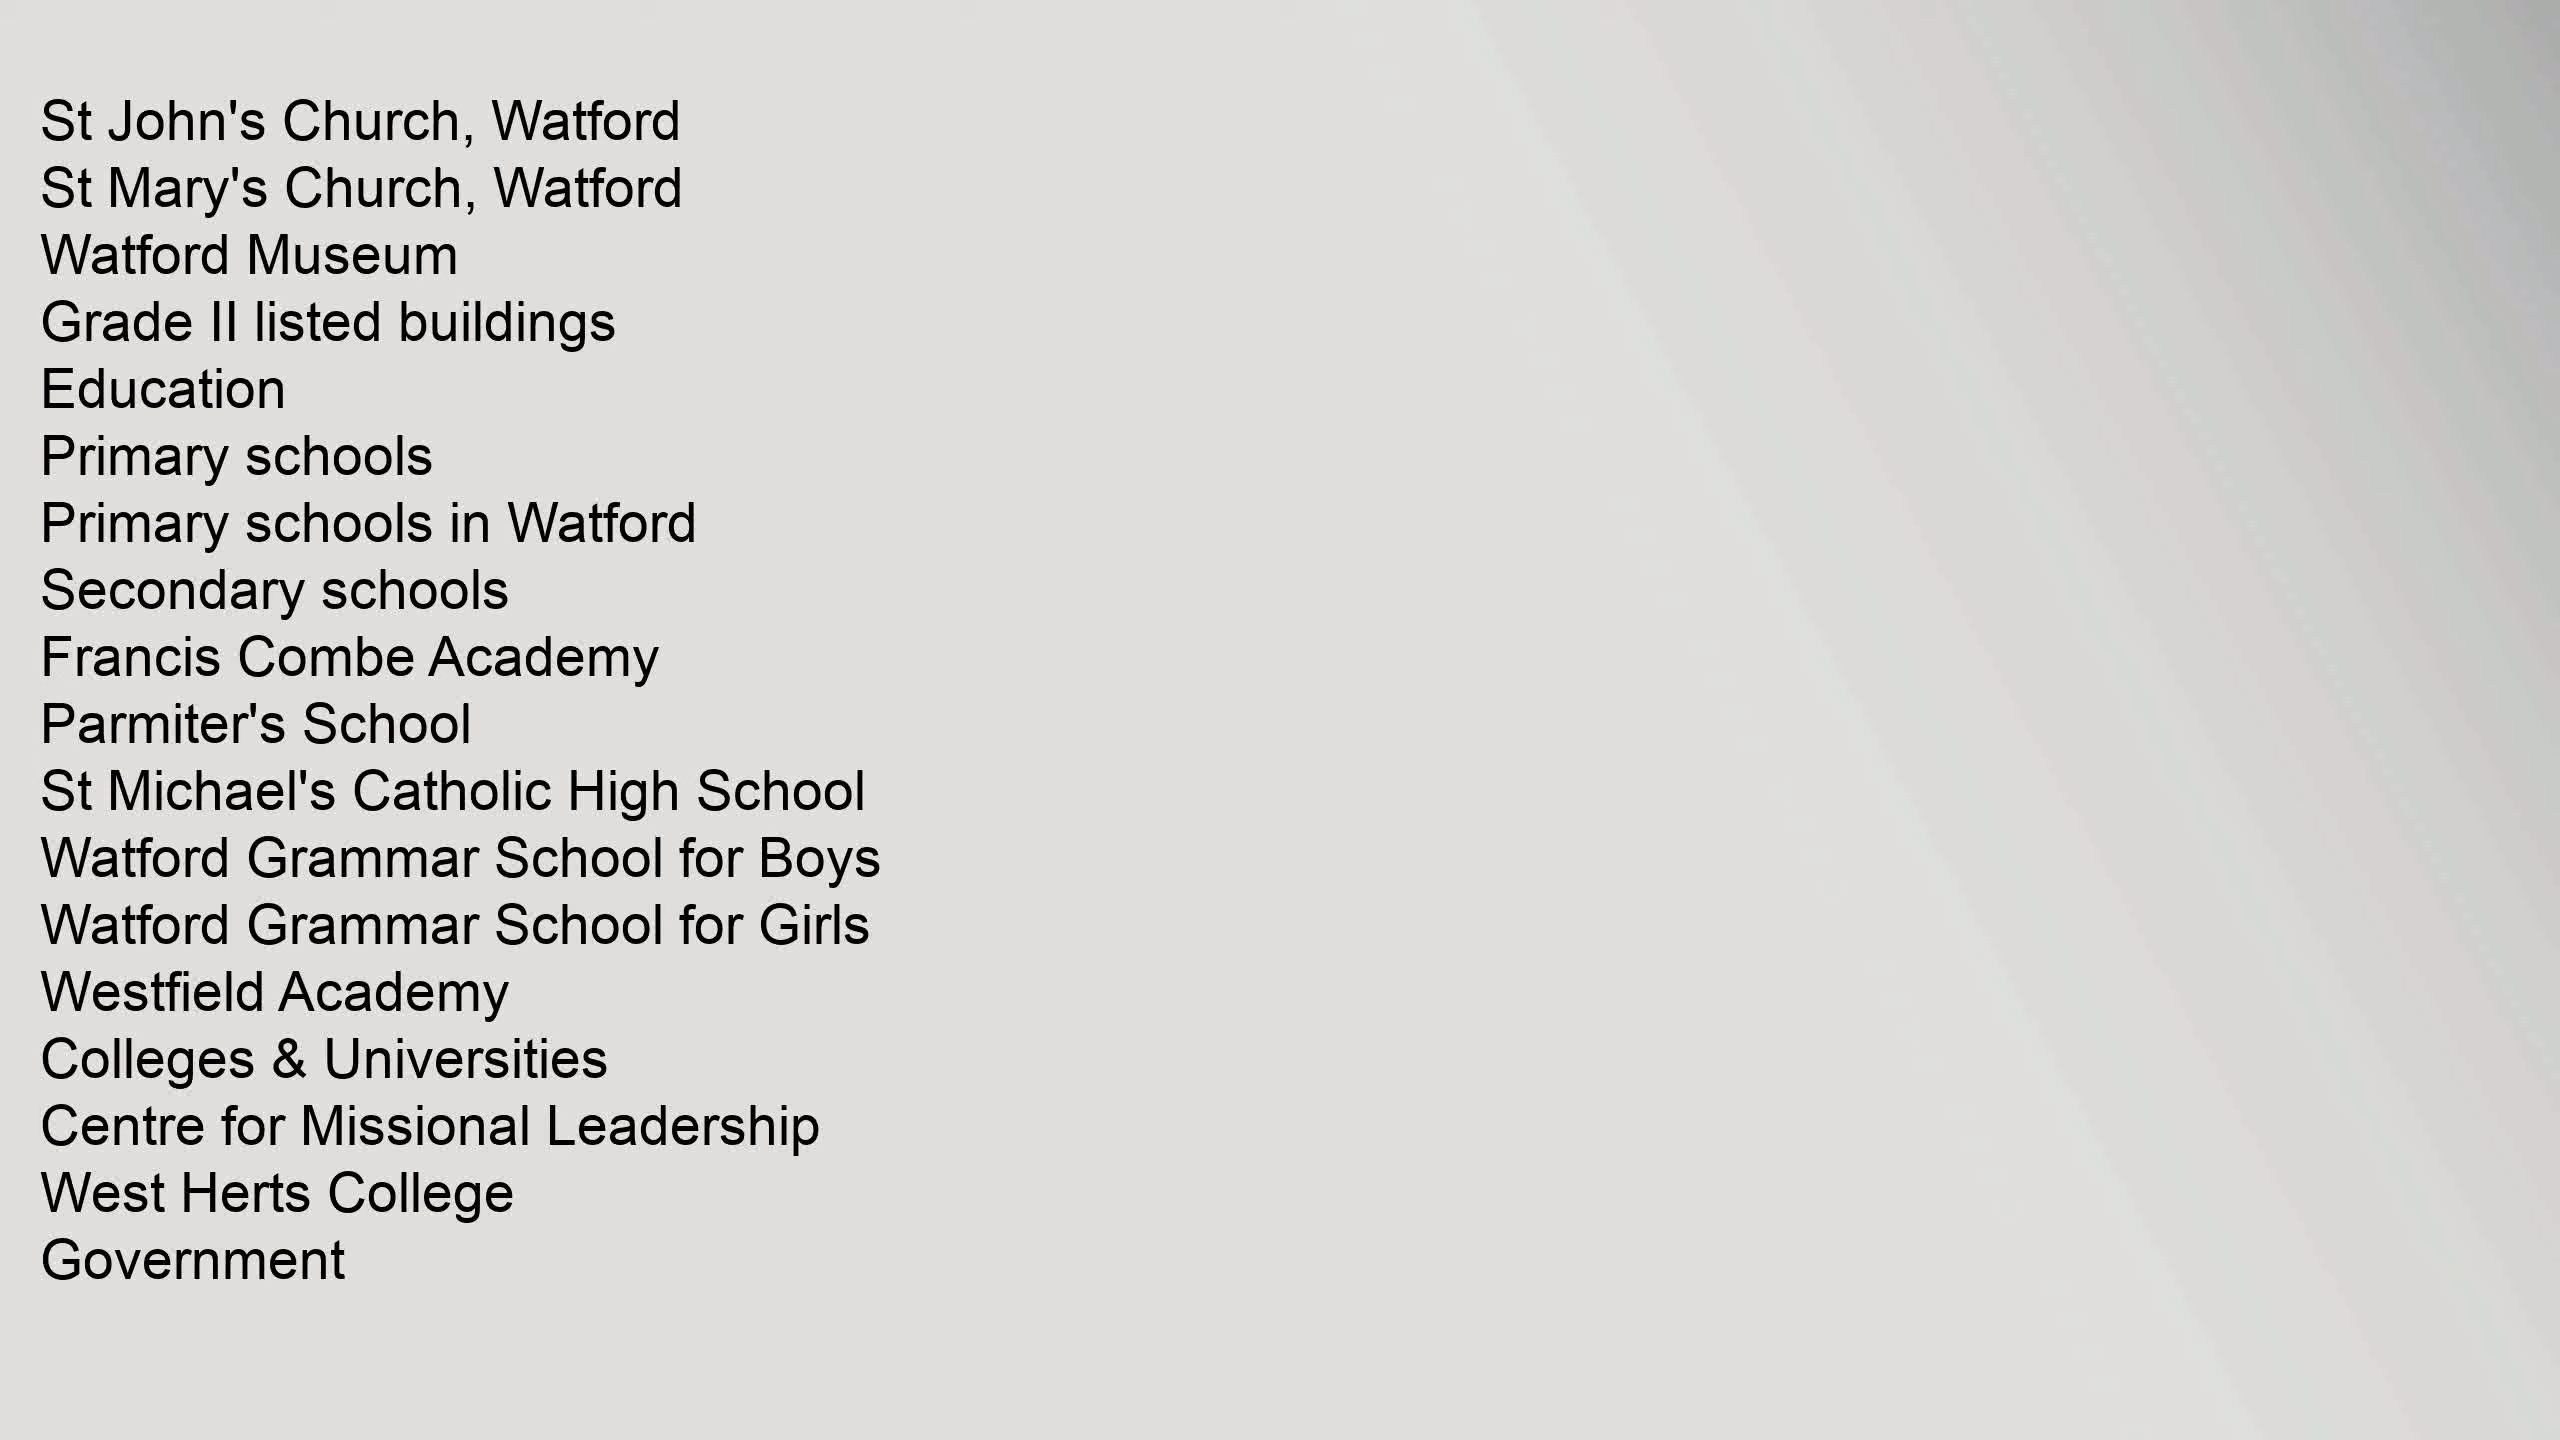 St John's Church, Watford
St Mary's Church, Watford
Watford Museum
Grade II listed buildings
Education
Primary schools
Primary schools in Watford
Secondary schools
Francis Combe Academy
Parmiter's School
St Michael's Catholic High School
Watford Grammar School for Boys
Watford Grammar School for Girls
Westfield Academy
Colleges & Universities
Centre for Missional Leadership
West Herts College
Government